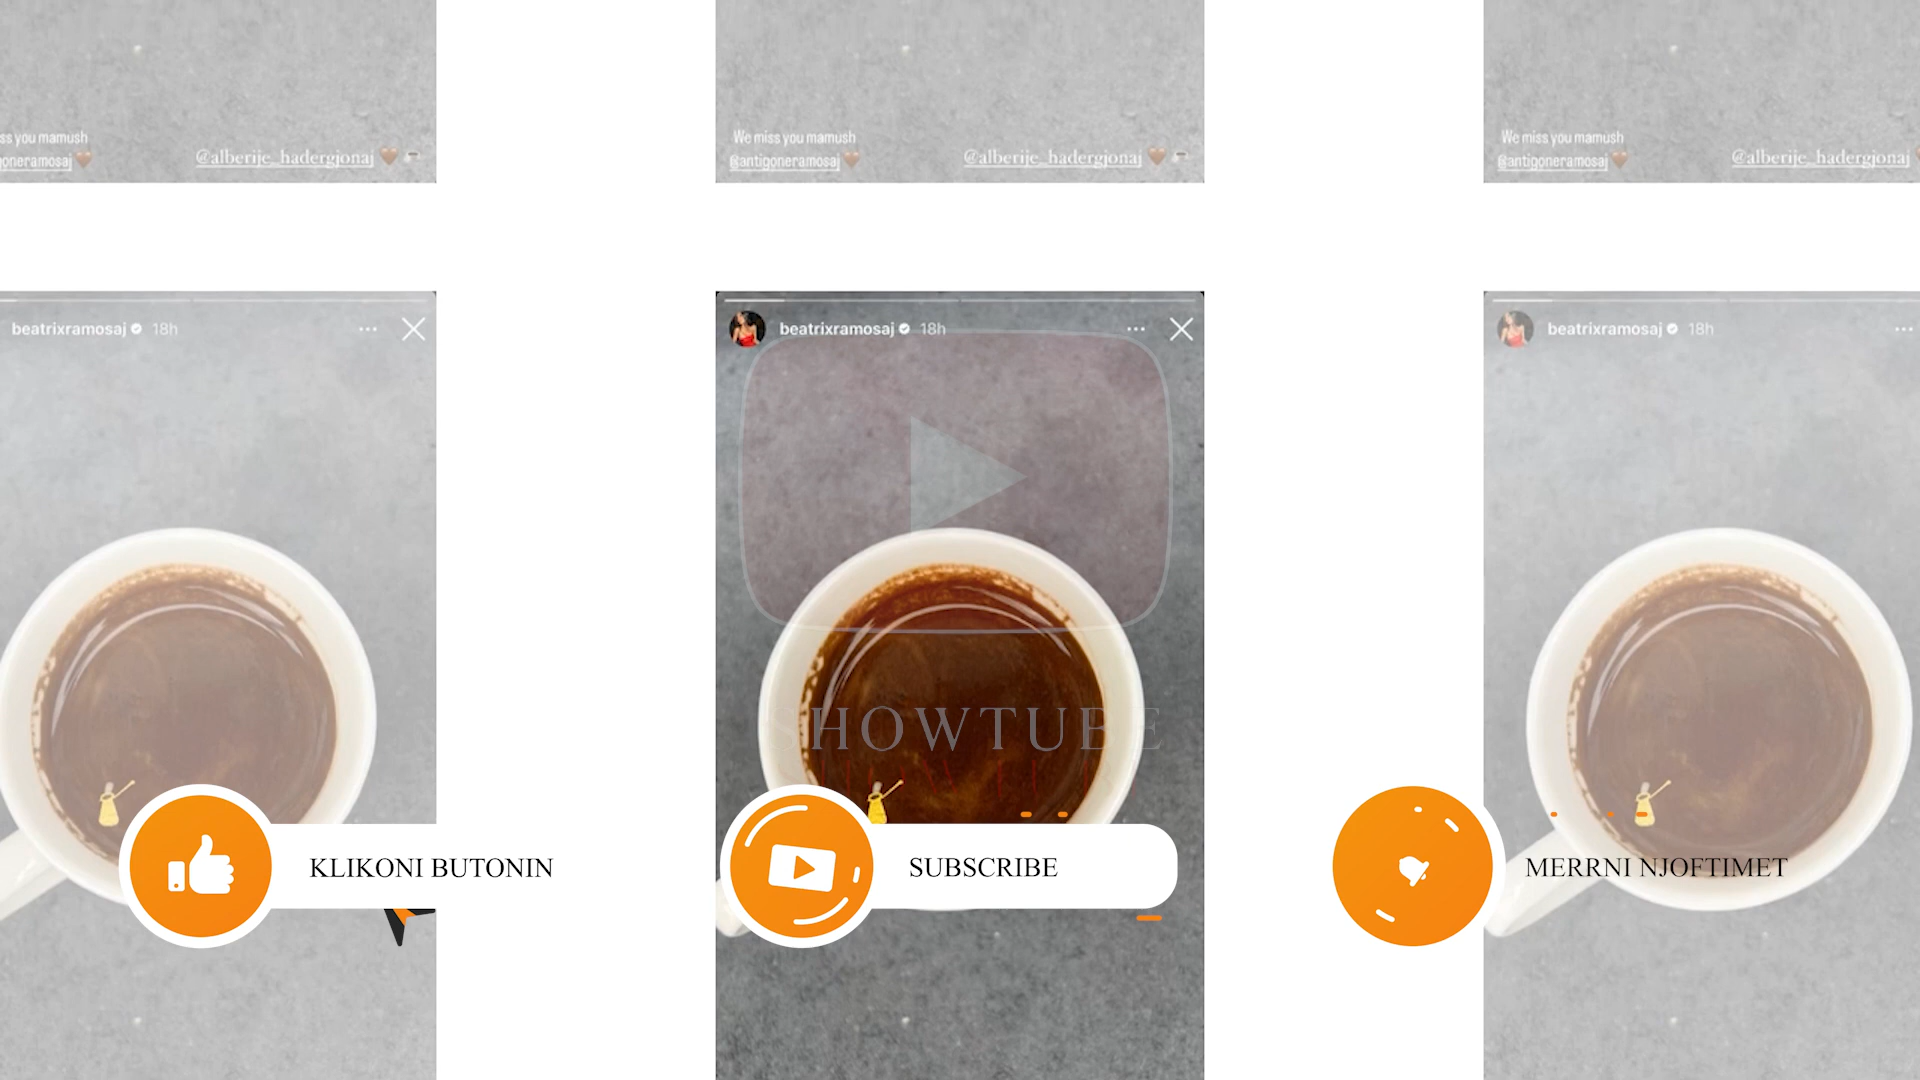 ss you mamush
oneramosaj
@alberije_hadergjonaj
We miss you mamush
@antigoneramosaj
@alberije_hadergjonaj
We miss you mamush
@antigoneramosaj
@alberije_hadergjonaj
beatrixramosaj 18h
beatrixramosaj 18h
beatrixramosaj 18h
SHOWTUBE
KLIKONI BUTONIN
SUBSCRIBE
MERRNI NJOFTIMET